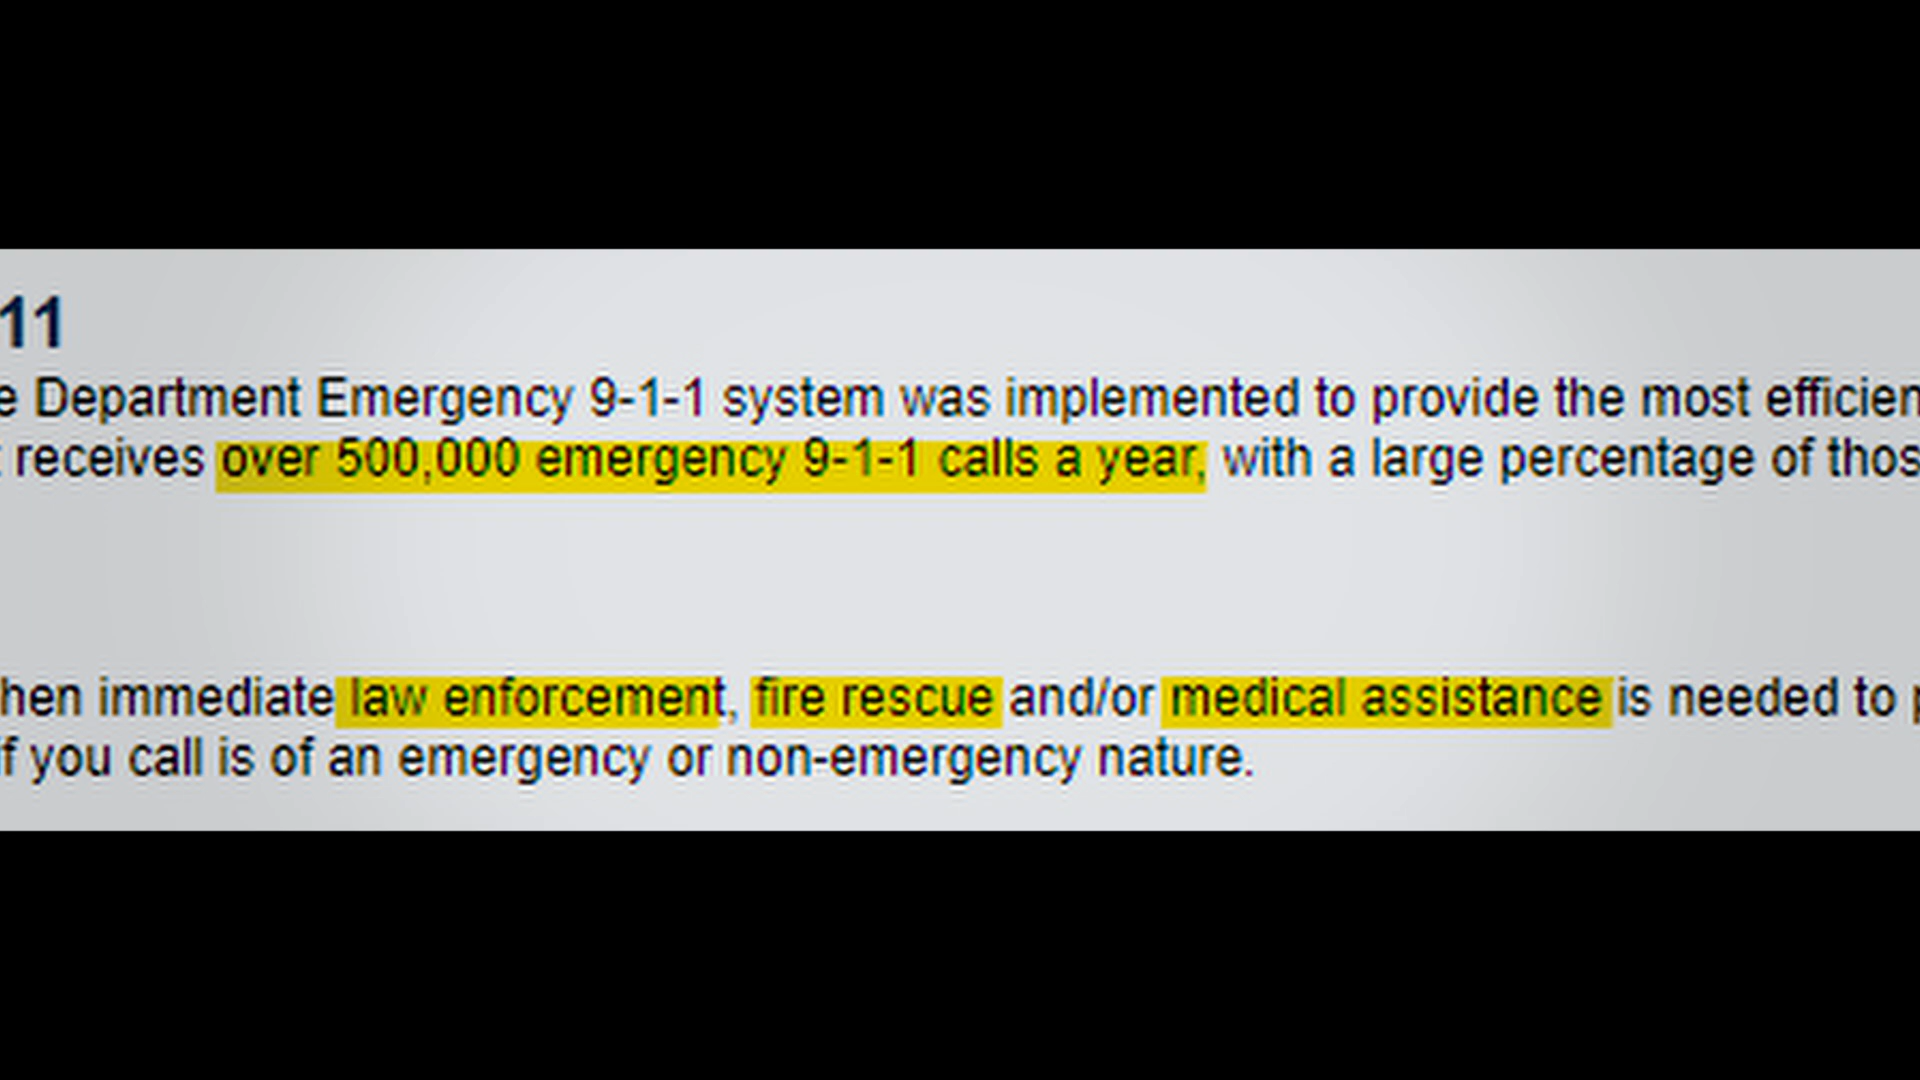 11
e Department Emergency 9-1-1 system was implemented to provide the most efficien
receives over 500,000 emergency 9-1-1 calls a year, with a large percentage of thos
hen immediate law enforcement, fire rescue and/or medical assistance is needed to p
if you call is of an emergency or non-emergency nature.